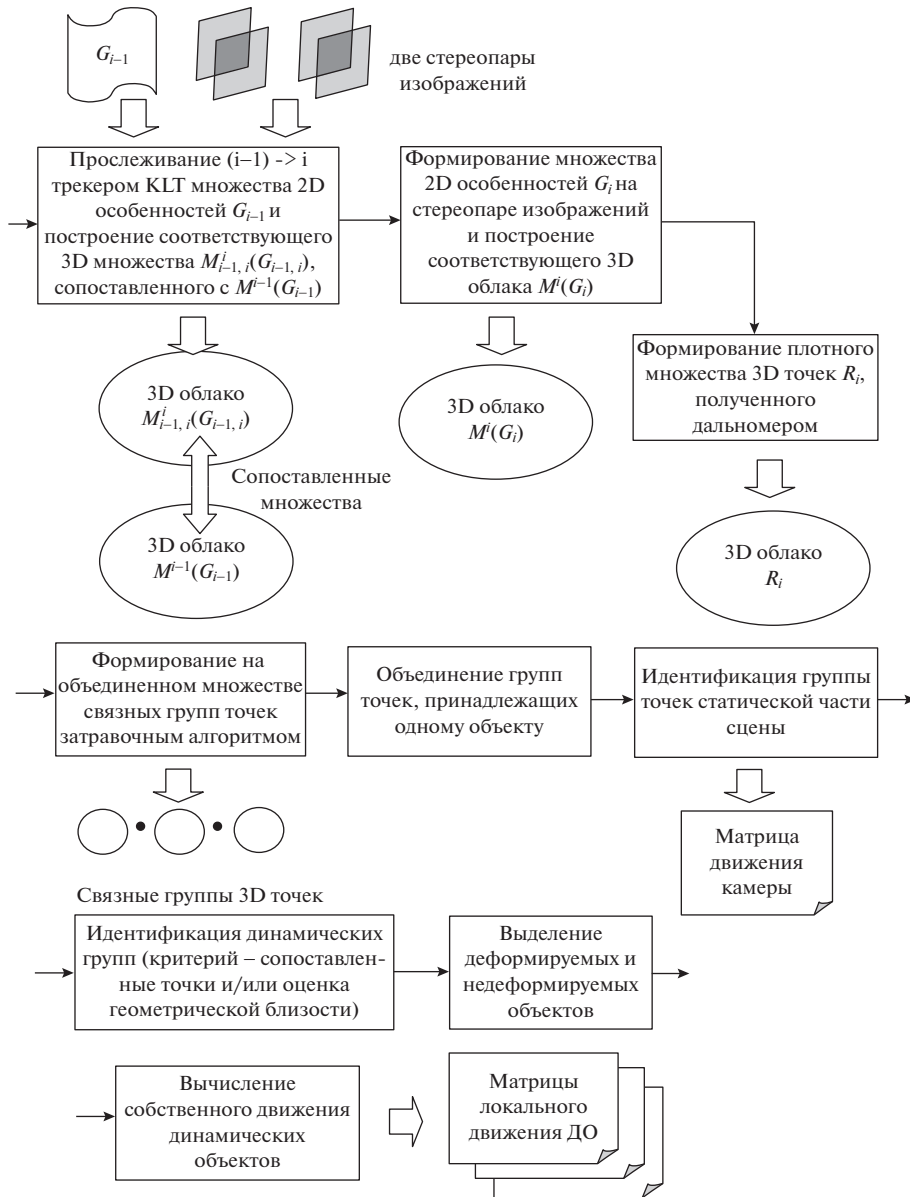 G_{i–1}
две стереопары
изображений
Прослеживание (i–1) -> i
трекером KLT множества 2D
особенностей G_{i–1} и
построение соответствующего
3D множества M^i_{i–1, i}(G_{i–1, i}),
сопоставленного с M^{i–1}(G_{i–1})
Формирование множества
2D особенностей G_i на
стереопаре изображений
и построение
соответствующего 3D
облака M^i(G_i)
Формирование плотного
множества 3D точек R_i,
полученного
дальномером
3D облако
M^i_{i–1, i}(G_{i–1, i})
3D облако
M^i(G_i)
Сопоставленные
множества
3D облако
M^{i–1}(G_{i–1})
3D облако
R_i
Формирование на
объединенном множестве
связных групп точек
затравочным алгоритмом
Объединение групп
точек, принадлежащих
одному объекту
Идентификация группы
точек статической части
сцены
Матрица
движения
камеры
Связные группы 3D точек
Идентификация динамических
групп (критерий – сопоставлен-
ные точки и/или оценка
геометрической близости)
Выделение
деформируемых и
недеформируемых
объектов
Вычисление
собственного движения
динамических
объектов
Матрицы
локального
движения ДО